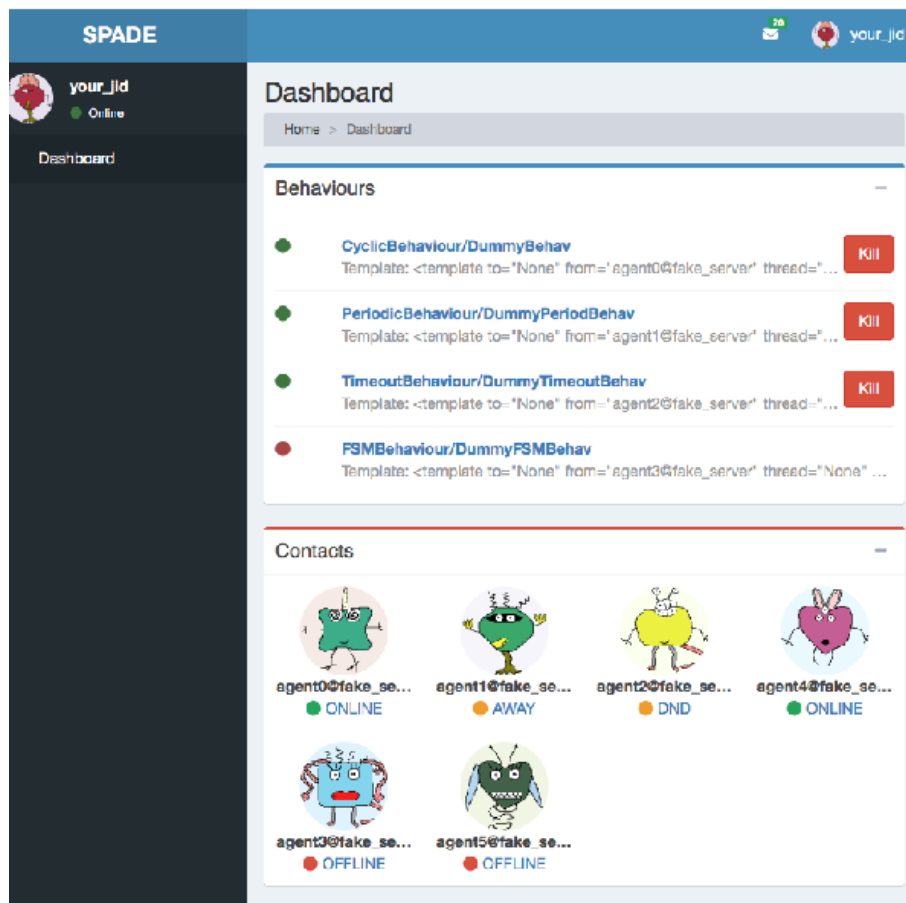 SPADE
20
your_jid
your_jid
Online
Dashboard
Dashboard
Home > Dashboard
Behaviours
CyclicBehaviour/DummyBehav
Kill
Template: <template to="None" from="agent0@fake_server" thread="...
PeriodicBehaviour/DummyPeriodBehav
Kill
Template: <template to="None" from="agent1@fake_server" thread="...
TimeoutBehaviour/DummyTimeoutBehav
Kill
Template: <template to="None" from="agent2@fake_server" thread="...
FSMBehaviour/DummyFSMBehav
Template: <template to="None" from="agent3@fake_server" thread="None" ...
Contacts
agent0@fake_se... agent1@fake_se... agent2@fake_se... agent4@fake_se...
ONLINE AWAY DND ONLINE
agent3@fake_se... agent5@fake_se...
OFFLINE OFFLINE